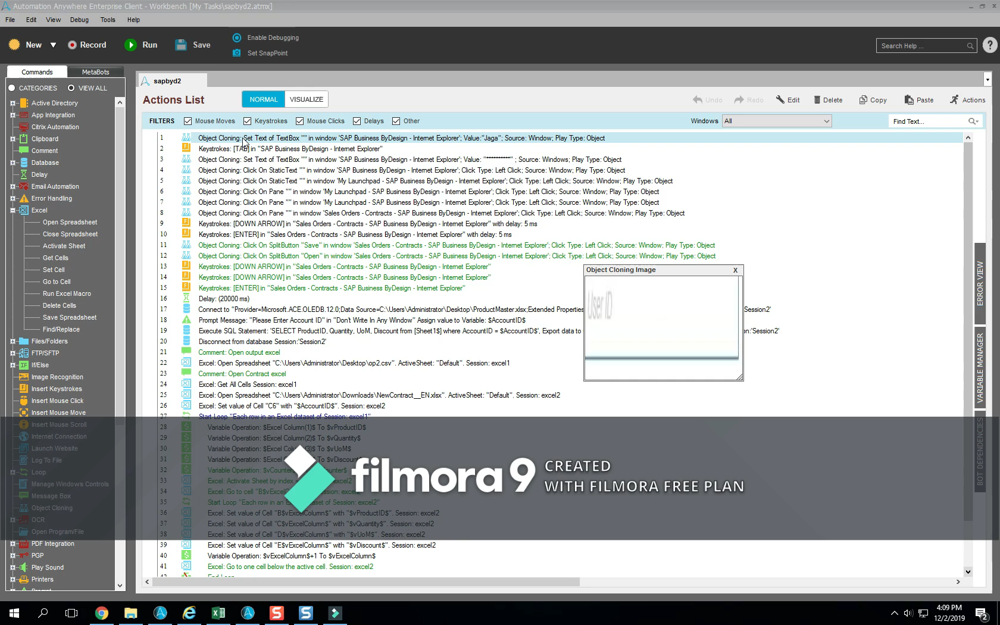 Automation Anywhere Enterprise Client - Workbench [My Tasks\sapbyd2.atmx]
File Edit View Debug Tools Help
New Record Run Save
Enable Debugging
Set SnapPoint
Search Help ...
?
Commands MetaBots
CATEGORIES VIEW ALL
Active Directory
App Integration
Citrix Automation
Clipboard
Comment
Database
Delay
Email Automation
Error Handling
Excel
Open Spreadsheet
Close Spreadsheet
Activate Sheet
Get Cells
Set Cell
Go to Cell
Run Excel Macro
Delete Cells
Save Spreadsheet
Find/Replace
Files/Folders
FTP/SFTP
If/Else
Image Recognition
Insert Keystrokes
Insert Mouse Click
Insert Mouse Move
Insert Mouse Scroll
Internet Connection
Launch Website
Log To File
Loop
Manage Windows Controls
Message Box
Object Cloning
OCR
Open Program/File
PDF Integration
PGP
Play Sound
Printers
sapbyd2
Actions List NORMAL VISUALIZE Undo Redo Edit Delete Copy Paste Actions
FILTERS Mouse Moves Keystrokes Mouse Clicks Delays Other Windows All Find Text...
1 Object Cloning: Set Text of TextBox "" in window 'SAP Business ByDesign - Internet Explorer'; Value:"Jaga"; Source: Window; Play Type: Object
2 Keystrokes: [TAB] in "SAP Business ByDesign - Internet Explorer"
3 Object Cloning: Set Text of TextBox "" in window 'SAP Business ByDesign - Internet Explorer'; Value: "**********" ; Source: Windows; Play Type: Object
4 Object Cloning: Click On StaticText "" in window 'SAP Business ByDesign - Internet Explorer'; Click Type: Left Click; Source: Window; Play Type: Object
5 Object Cloning: Click On StaticText "" in window 'My Launchpad - SAP Business ByDesign - Internet Explorer'; Click Type: Left Click; Source: Window; Play Type: Object
6 Object Cloning: Click On Pane "" in window 'My Launchpad - SAP Business ByDesign - Internet Explorer'; Click Type: Left Click; Source: Window; Play Type: Object
7 Object Cloning: Click On Pane "" in window 'My Launchpad - SAP Business ByDesign - Internet Explorer'; Click Type: Left Click; Source: Window; Play Type: Object
8 Object Cloning: Click On Pane "" in window 'Sales Orders - Contracts - SAP Business ByDesign - Internet Explorer'; Click Type: Left Click; Source: Window; Play Type: Object
9 Keystrokes: [DOWN ARROW] in "Sales Orders - Contracts - SAP Business ByDesign - Internet Explorer" with delay: 5 ms
10 Keystrokes: [ENTER] in "Sales Orders - Contracts - SAP Business ByDesign - Internet Explorer" with delay: 5 ms
11 Object Cloning: Click On SplitButton "Save" in window 'Sales Orders - Contracts - SAP Business ByDesign - Internet Explorer'; Click Type: Left Click; Source: Window; Play Type: Object
12 Object Cloning: Click On SplitButton "Open" in window 'Sales Orders - Contracts - SAP Business ByDesign - Internet Explorer'; Click Type: Left Click; Source: Window; Play Type: Object
13 Keystrokes: [DOWN ARROW] in "Sales Orders - Contracts - SAP Business ByDesign - Internet Explorer"
14 Keystrokes: [DOWN ARROW] in "Sales Orders - Contracts - SAP Business ByDesign - Internet Explorer"
15 Keystrokes: [ENTER] in "Sales Orders - Contracts - SAP Business ByDesign - Internet Explorer"
16 Delay: (20000 ms)
17 Connect to "Provider=Microsoft.ACE.OLEDB.12.0;Data Source=C:\Users\Administrator\Desktop\ProductMaster.xlsx;Extended Properties Session2'
18 Prompt Message: "Please Enter Account ID" in "Don't Write In Any Window" Assign value to Variable: $AccountID$
19 Execute SQL Statement: 'SELECT ProductID, Quantity, UoM, Discount from [Sheet1$] where AccountID = $AccountID$', Export data to on:'Session2'
20 Disconnect from database Session:'Session2'
21 Comment: Open output excel
22 Excel: Open Spreadsheet "C:\Users\Administrator\Desktop\op2.csv". ActiveSheet: "Default". Session: excel1
23 Comment: Open Contract excel
24 Excel: Get All Cells Session: excel1
25 Excel: Open Spreadsheet "C:\Users\Administrator\Downloads\NewContract__EN.xlsx". ActiveSheet: "Default". Session: excel2
26 Excel: Set value of Cell "C6" with "$AccountID$". Session: excel2
27 Start Loop "Each row in an Excel dataset of Session: excel1"
28 Variable Operation: $Excel Column(1)$ To $vProductID$
29 Variable Operation: $Excel Column(2)$ To $vQuantity$
30 Variable Operation: $Excel Column(3)$ To $vUoM$
31 Variable Operation: $Excel To $vDiscount$
32 Variable Operation: $vCounter
33 Excel: Activate Sheet by index = excel2
34 Excel: Go to cell "B$vExcelColumn$". Session: excel2
35 Start Loop "Each row in an Excel
36 Excel: Set value of Cell "B$vExcelColumn$" with "$vProductID$". Session: excel2
37 Excel: Set value of Cell "C$vExcelColumn$" with "$vQuantity$". Session: excel2
38 Excel: Set value of Cell "D$vExcelColumn$" with "$vUoM$". Session: excel2
39 Excel: Set value of Cell "E$vExcelColumn$" with "$vDiscount$". Session: excel2
40 Variable Operation: $vExcelColumn$+1 To $vExcelColumn$
41 Excel: Go to one cell below the active cell. Session: excel2
42 End Loop
Object Cloning Image X
User ID
ERROR VIEW
VARIABLE MANAGER
BOT DEPENDENCIES
filmora9 CREATED
WITH FILMORA FREE PLAN
4:09 PM
12/2/2019
2